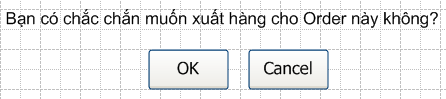 Bạn có chắc chắn muốn xuất hàng cho Order này không?
OK Cancel